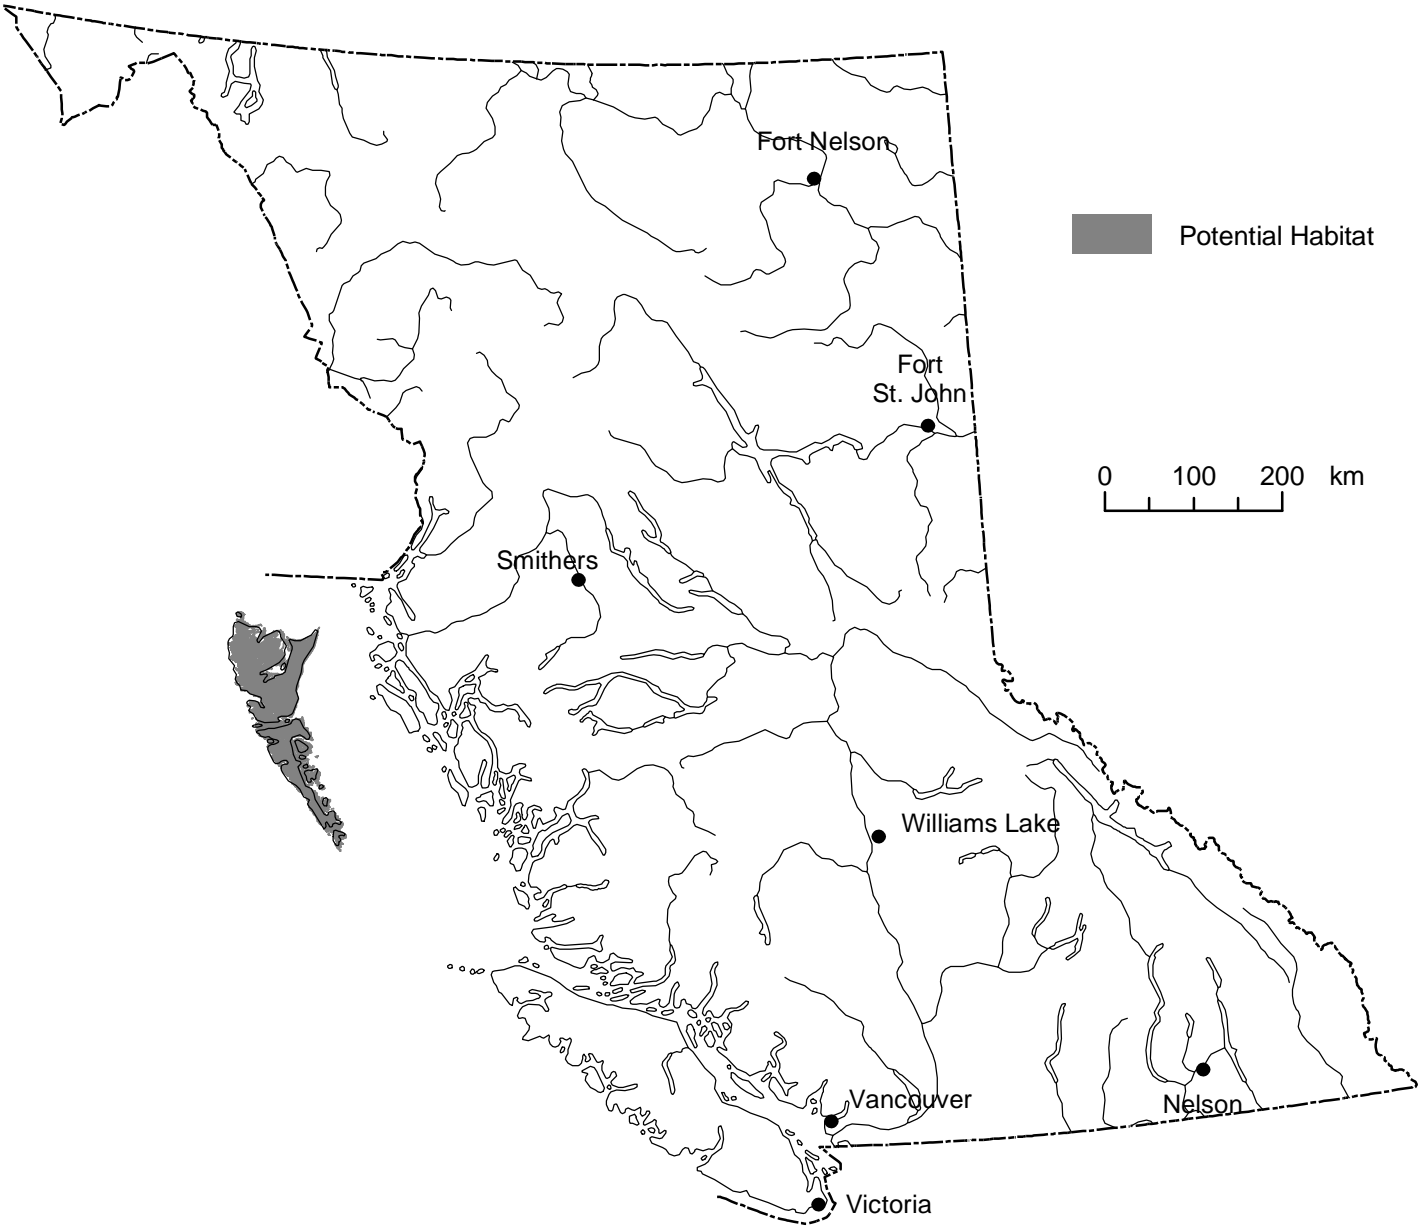 Fort Nelson
Potential Habitat
Fort
St. John
0 100 200 km
Smithers
Williams Lake
Vancouver
Nelson
Victoria